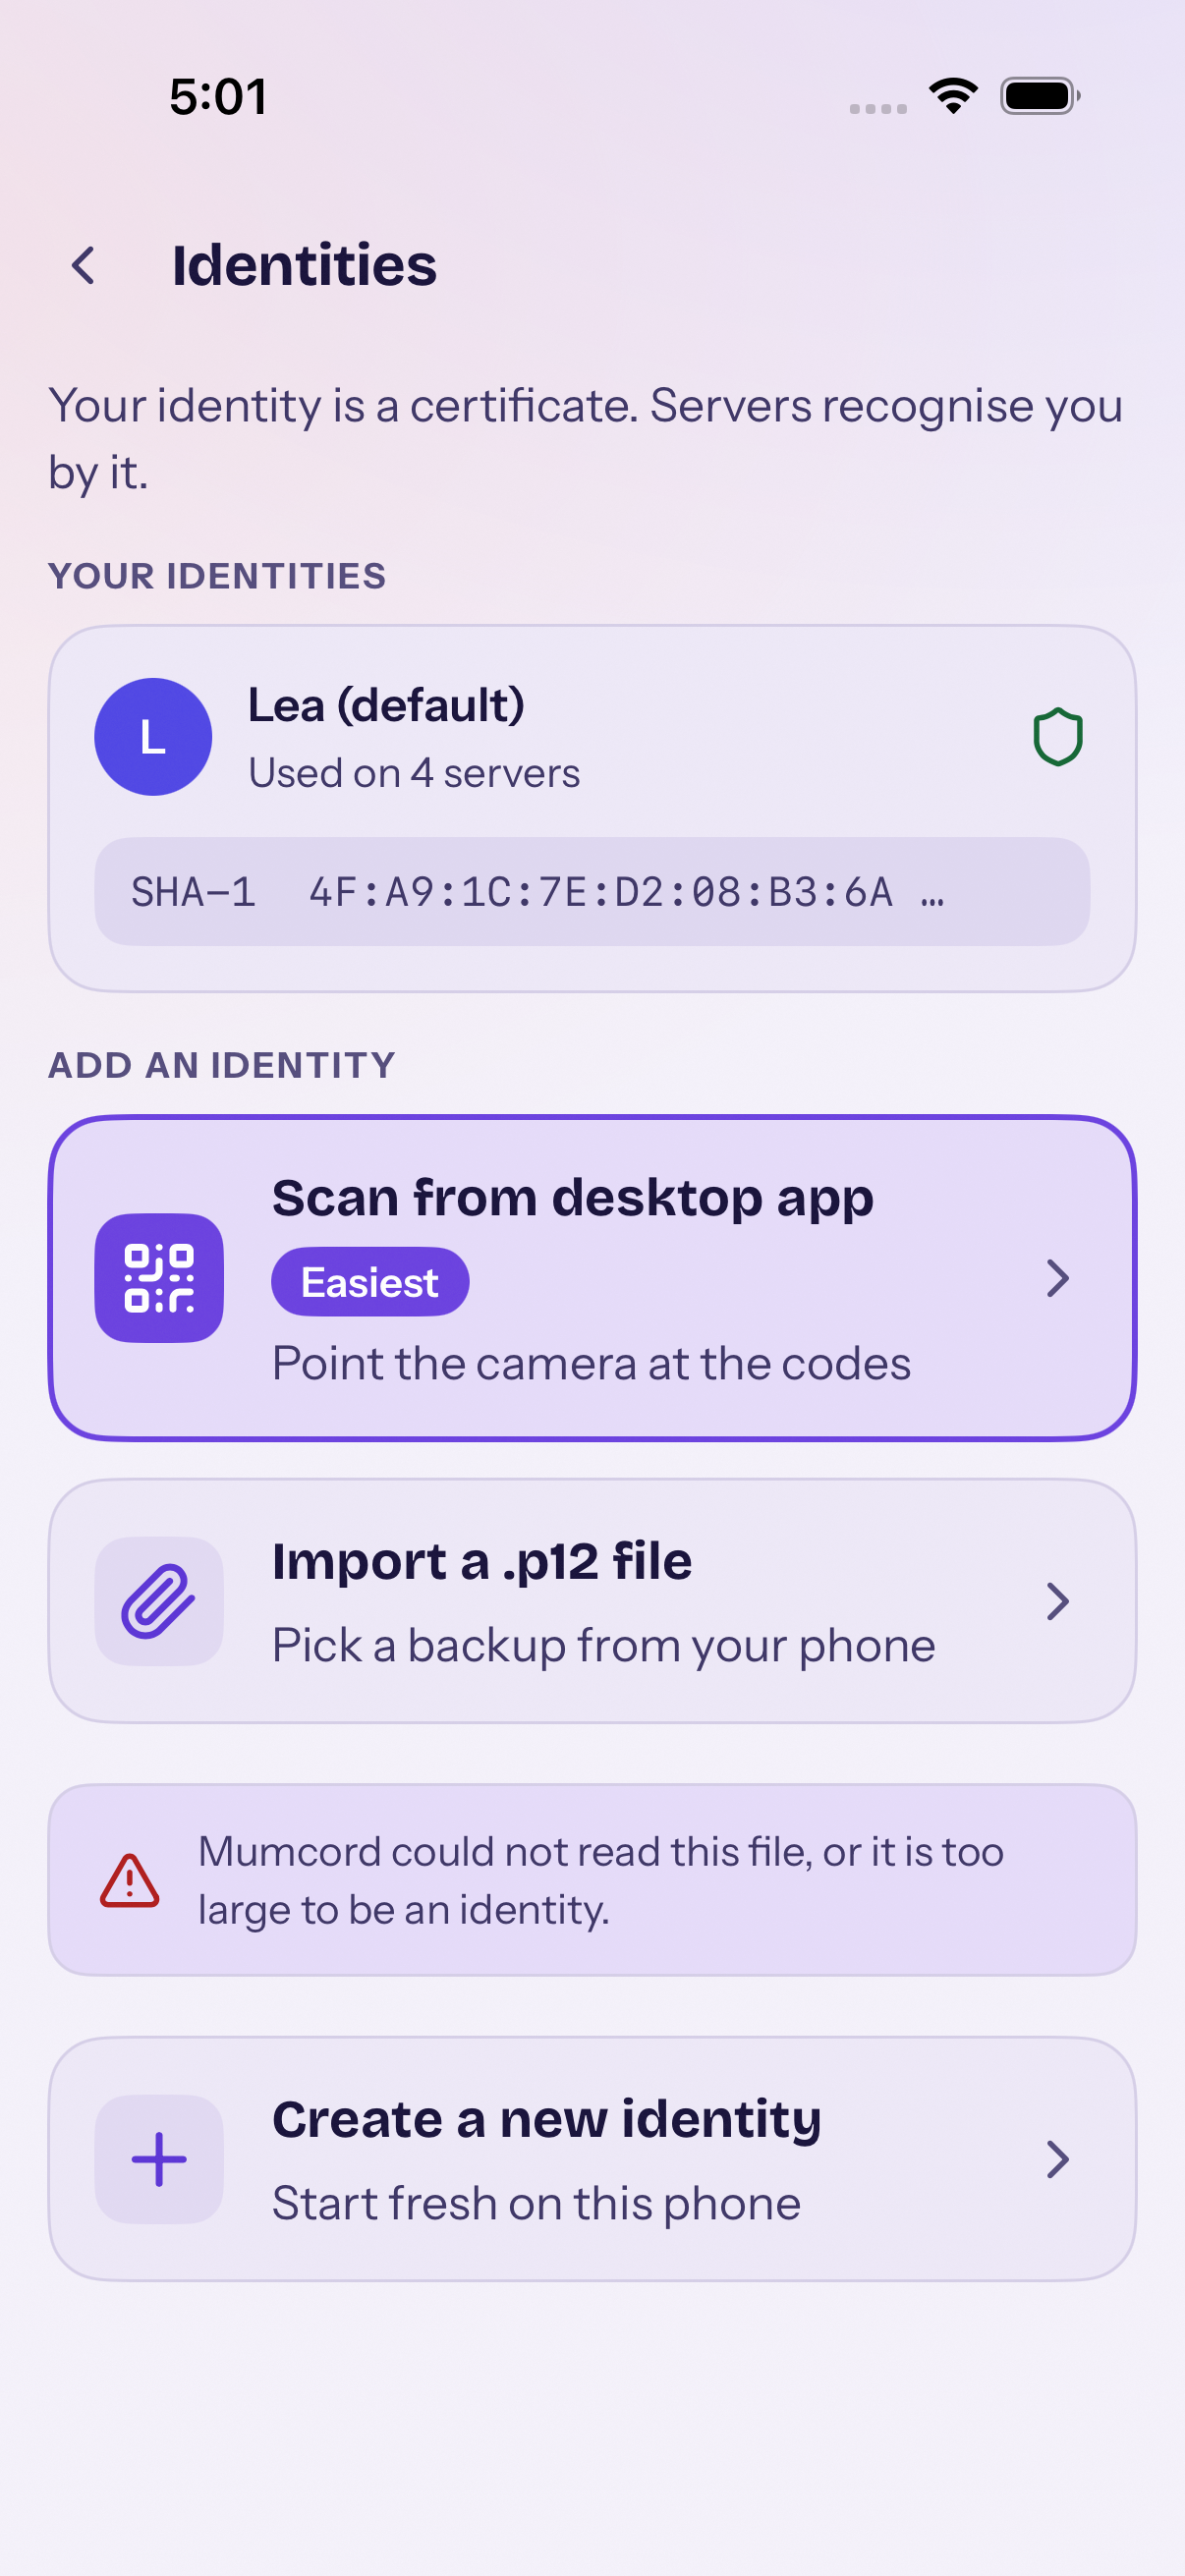 5:01
Identities
Your identity is a certificate. Servers recognise you
by it.
YOUR IDENTITIES
L
Lea (default)
Used on 4 servers
SHA-1 4F:A9:1C:7E:D2:08:B3:6A …
ADD AN IDENTITY
Scan from desktop app
Easiest
Point the camera at the codes
Import a .p12 file
Pick a backup from your phone
Mumcord could not read this file, or it is too
large to be an identity.
Create a new identity
Start fresh on this phone